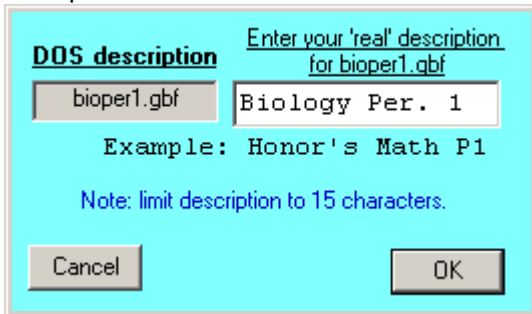 DOS description
Enter your 'real' description
for bioper1.gbf
bioper1.gbf
Biology Per. 1
Example: Honor's Math P1
Note: limit description to 15 characters.
Cancel
OK